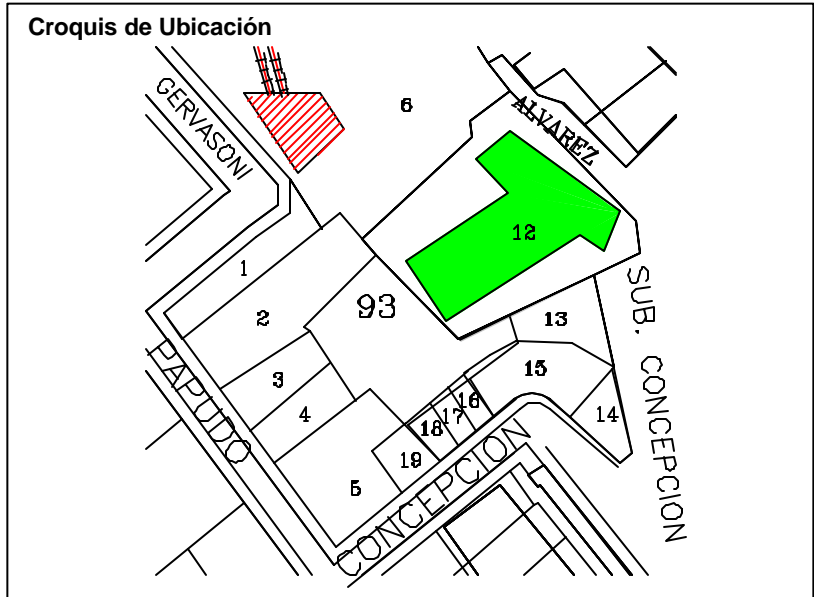 Croquis de Ubicación
GERVASONI
6
ALVAREZ
12
1
2
93
3
4
5
13
15
14
16
17
18
19
PAPUDO
CONCEPCION
SUB. CONCEPCION